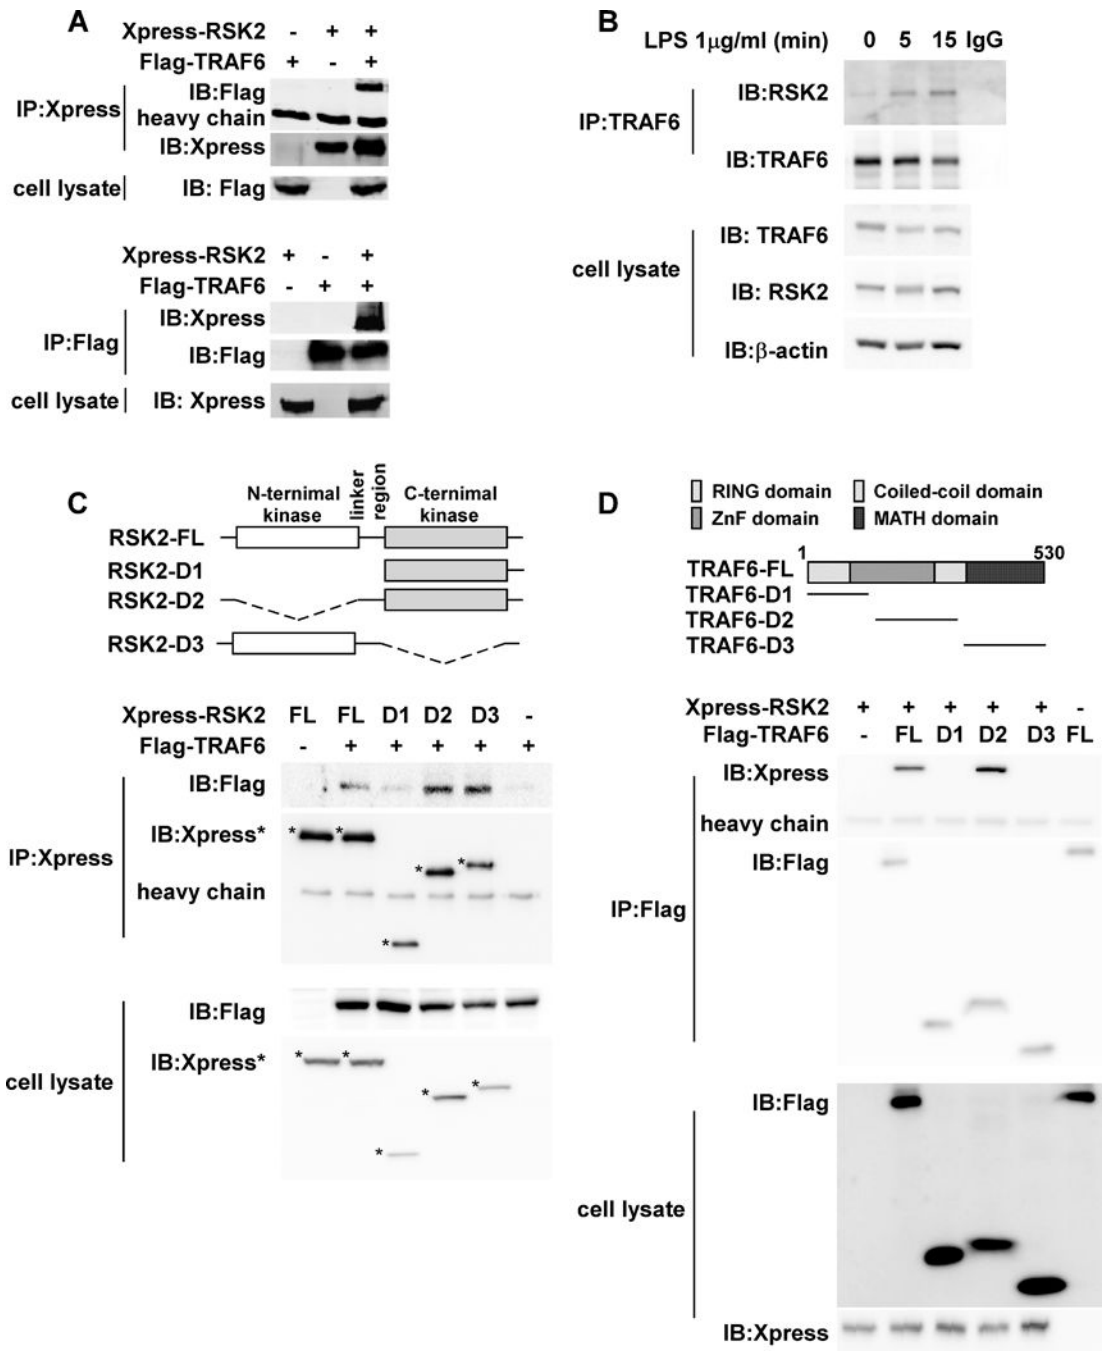 A
Xpress-RSK2 - + +
Flag-TRAF6 + - +
IB:Flag
IP:Xpress
heavy chain
IB:Xpress
cell lysate IB: Flag
Xpress-RSK2 + - +
Flag-TRAF6 - + +
IB:Xpress
IP:Flag
IB:Flag
cell lysate IB: Xpress
B
LPS 1μg/ml (min) 0 5 15 IgG
IB:RSK2
IP:TRAF6
IB:TRAF6
IB: TRAF6
cell lysate
IB: RSK2
IB:β-actin
C
N-ternimal kinase
linker region
C-ternimal kinase
RSK2-FL
RSK2-D1
RSK2-D2
RSK2-D3
Xpress-RSK2 FL FL D1 D2 D3 -
Flag-TRAF6 - + + + + +
IB:Flag
IB:Xpress*
* *
* *
IP:Xpress
heavy chain
*
IB:Flag
IB:Xpress*
* *
cell lysate
* *
*
D
RING domain Coiled-coil domain
ZnF domain MATH domain
1 530
TRAF6-FL
TRAF6-D1
TRAF6-D2
TRAF6-D3
Xpress-RSK2 + + + + + -
Flag-TRAF6 - FL D1 D2 D3 FL
IB:Xpress
heavy chain
IB:Flag
IP:Flag
IB:Flag
cell lysate
IB:Xpress